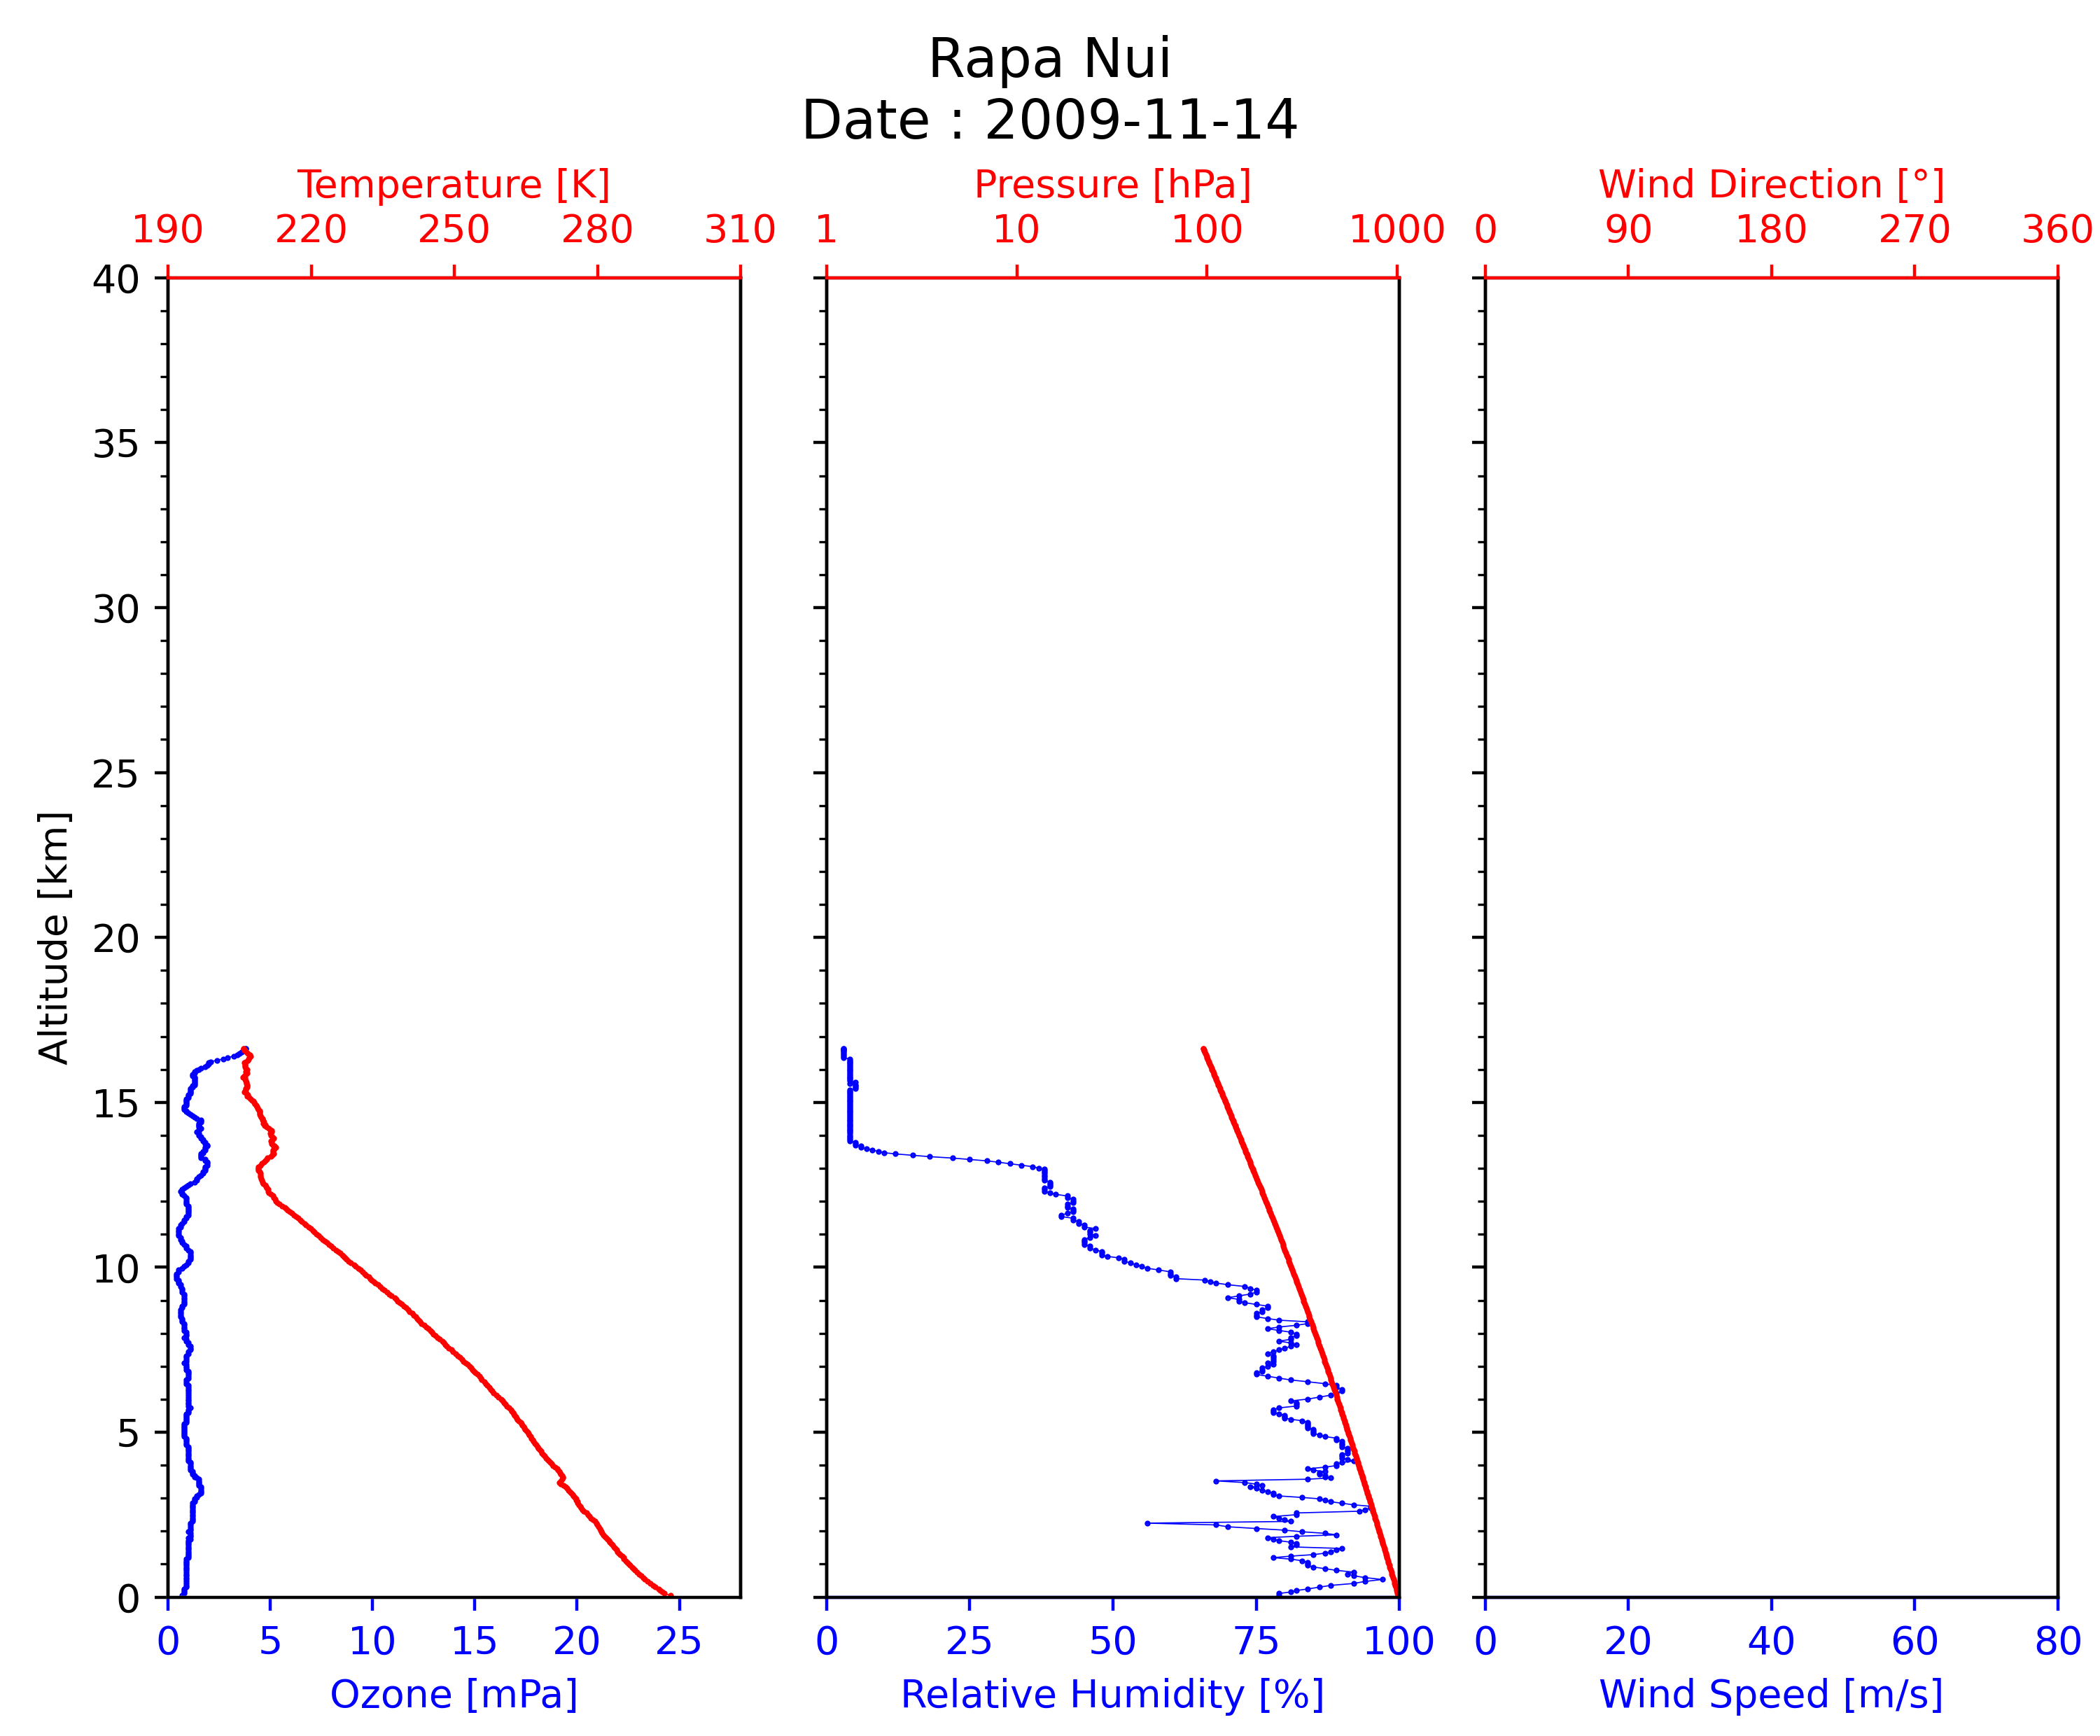 Rapa Nui
Date : 2009-11-14
Temperature [K]
190 220 250 280 310
Pressure [hPa]
1 10 100 1000
Wind Direction [°]
0 90 180 270 360
Altitude [km]
40
35
30
25
20
15
10
5
0
0 5 10 15 20 25
Ozone [mPa]
0 25 50 75 100
Relative Humidity [%]
0 20 40 60 80
Wind Speed [m/s]